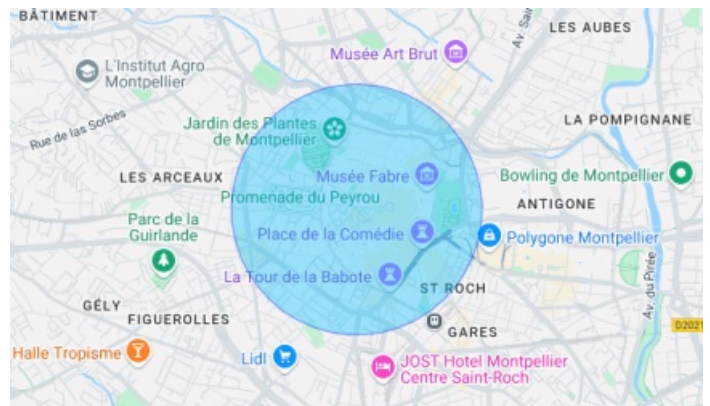 BÂTIMENT
LES AUBES
Av. Sai
Musée Art Brut
L'Institut Agro
Montpellier
Rue de las Sorbes
Jardin des Plantes
de Montpellier
LA POMPIGNANE
LES ARCEAUX
Musée Fabre
Bowling de Montpellier
Promenade du Peyrou
ANTIGONE
Parc de la
Guirlande
Place de la Comédie
Polygone Montpellier
La Tour de la Babote
ST ROCH
Av. du Pirée
GÉLY
FIGUEROLLES
GARES
D2021
Halle Tropisme
Lidl
JOST Hotel Montpellier
Centre Saint-Roch